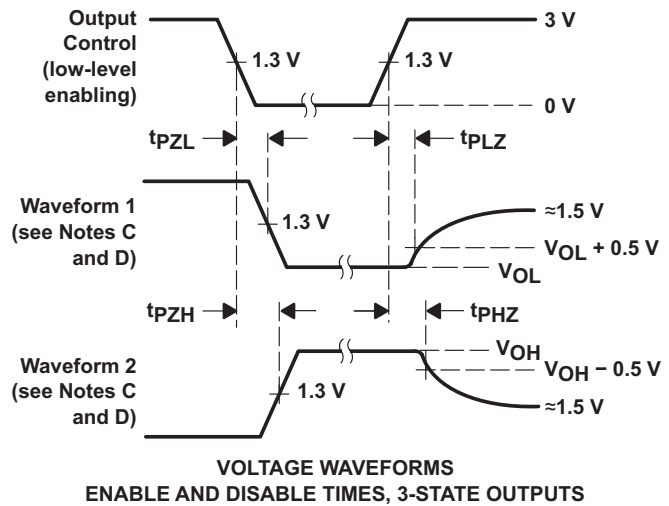 Output
Control
(low-level
enabling)
1.3 V
1.3 V
3 V
0 V
tPZL
tPLZ
Waveform 1
(see Notes C
and D)
1.3 V
≈1.5 V
VOL + 0.5 V
VOL
tPZH
tPHZ
Waveform 2
(see Notes C
and D)
1.3 V
VOH
VOH − 0.5 V
≈1.5 V
VOLTAGE WAVEFORMS
ENABLE AND DISABLE TIMES, 3-STATE OUTPUTS